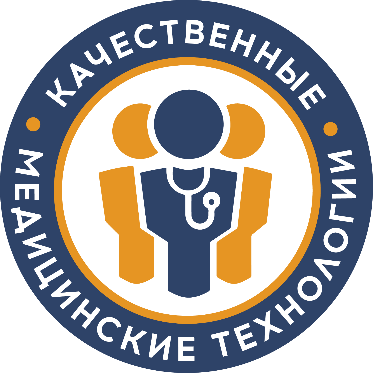 КАЧЕСТВЕННЫЕ
МЕДИЦИНСКИЕ ТЕХНОЛОГИИ